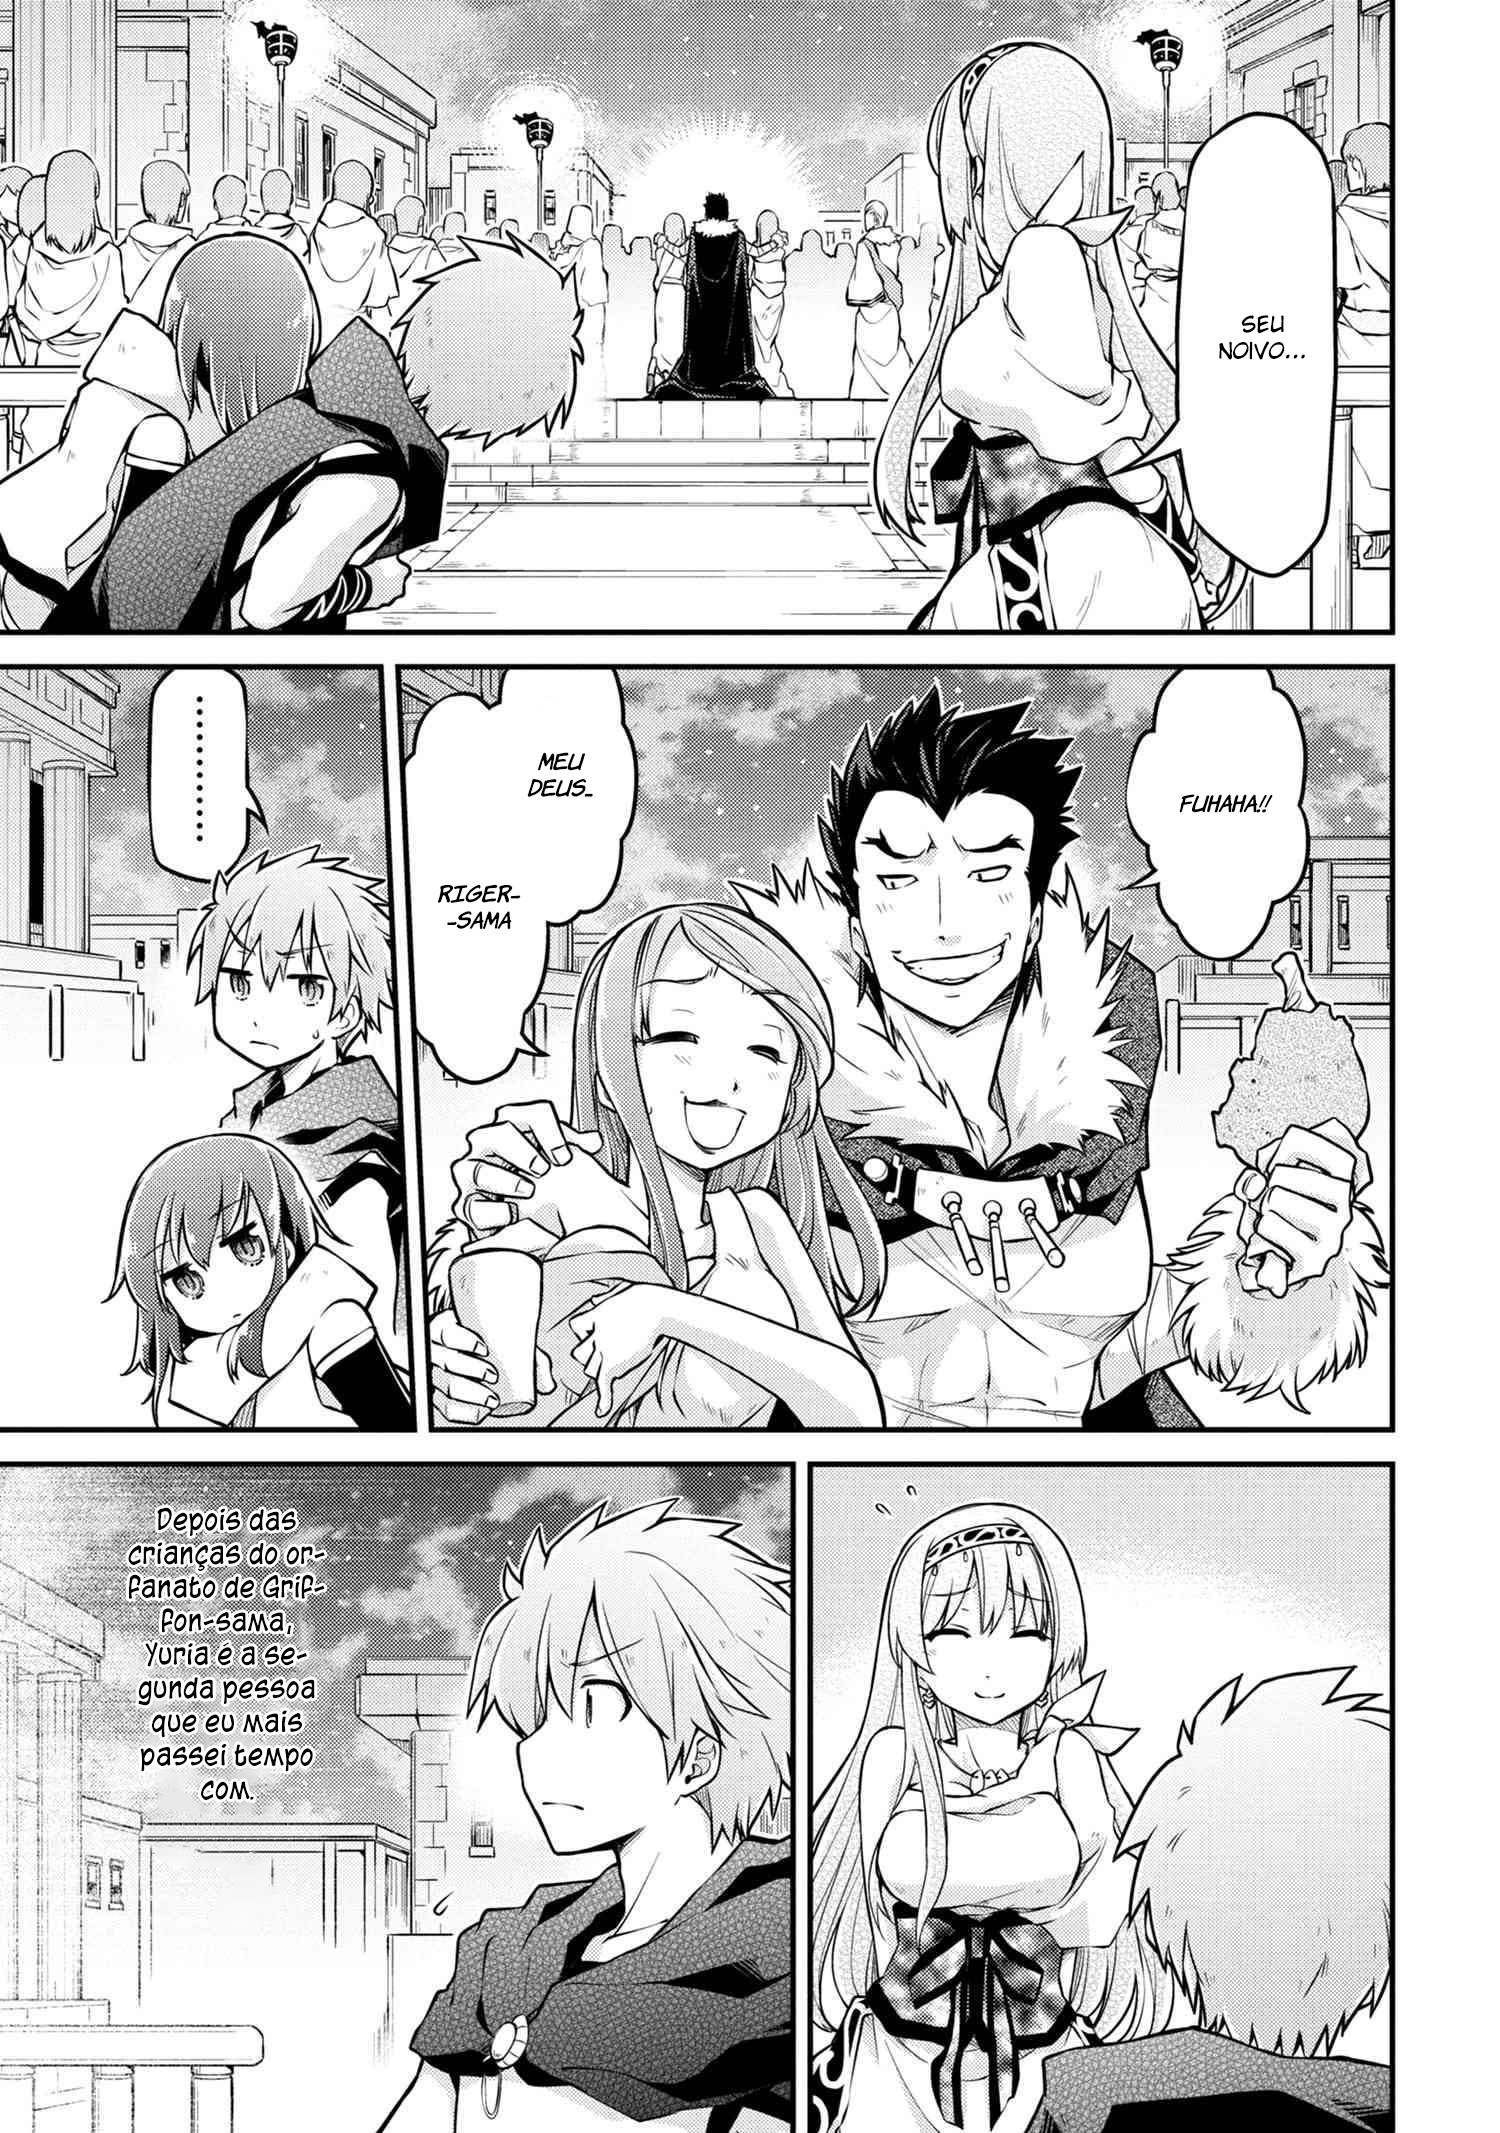 SEU
NOIVO...
FUHAHA!!
MEU
DEUS..
RIGER-
-SAMA
.........
Depois das
crianças do or-
fanato de Grif-
fon-sama,
Yuria é a se-
gunda pessoa
que eu mais
passei tempo
com.